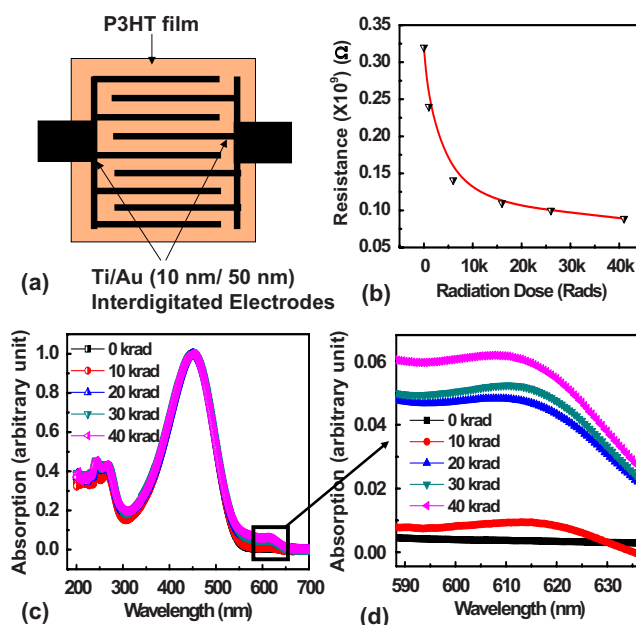 P3HT film
(a)
Ti/Au (10 nm/ 50 nm)
Interdigitated Electrodes
Resistance (X10⁹) (Ω)
0.35
0.30
0.25
0.20
0.15
0.10
0.05
0 10k 20k 30k 40k
Radiation Dose (Rads)
(b)
Absorption (arbitrary unit)
1.0
0.8
0.6
0.4
0.2
0.0
0 krad
10 krad
20 krad
30 krad
40 krad
200 300 400 500 600 700
Wavelength (nm)
(c)
Absorption (arbitrary unit)
0.06
0.04
0.02
0.00
0 krad
10 krad
20 krad
30 krad
40 krad
590 600 610 620 630
Wavelength (nm)
(d)